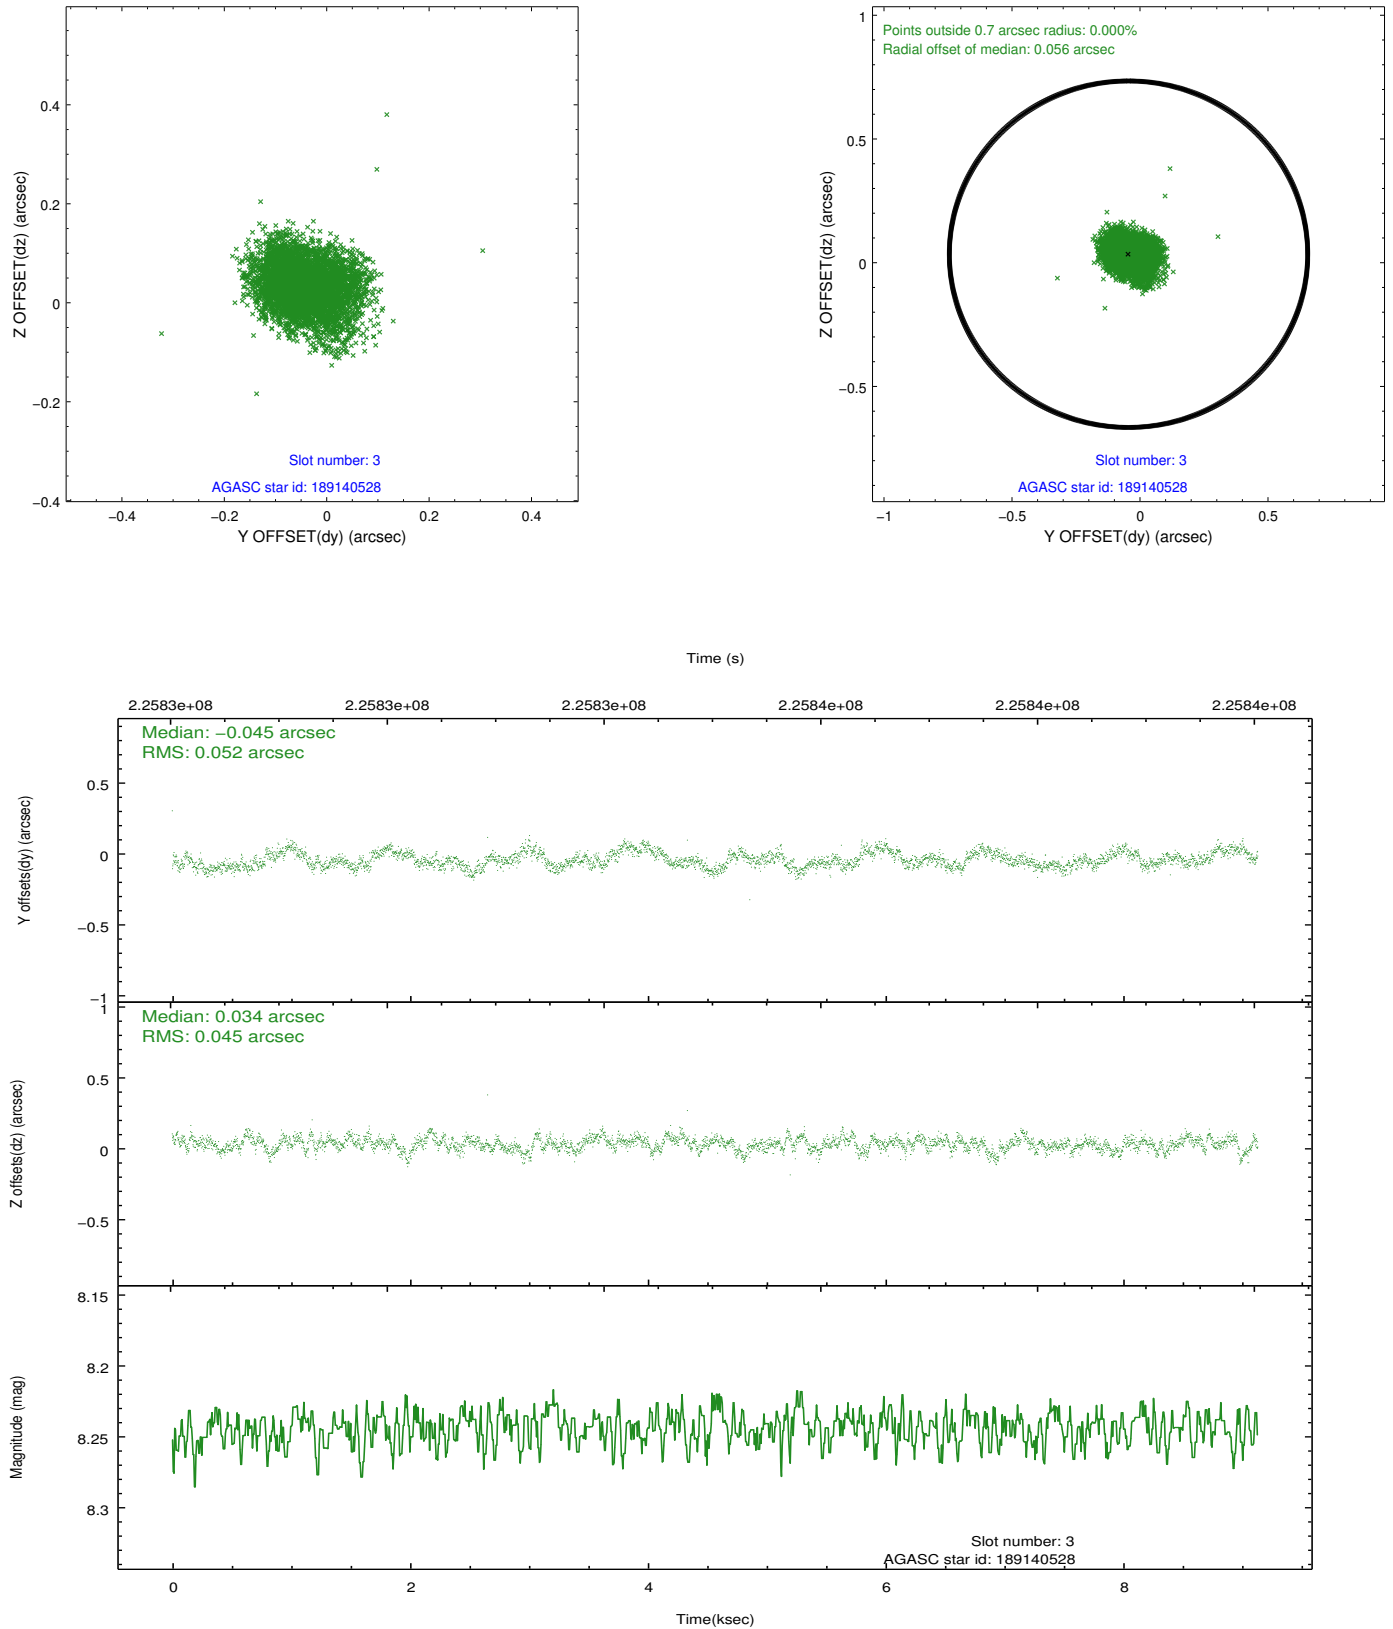 0.4
0.2
0
−0.2
−0.4
−0.4
−0.2
0
0.2
0.4
Z OFFSET(dz) (arcsec)
Y OFFSET(dy) (arcsec)
Slot number: 3
AGASC star id: 189140528
Points outside 0.7 arcsec radius: 0.000%
Radial offset of median: 0.056 arcsec
1
0.5
0
−0.5
−1
−0.5
0
0.5
Z OFFSET(dz) (arcsec)
Y OFFSET(dy) (arcsec)
Slot number: 3
AGASC star id: 189140528
Time (s)
2.2583e+08
2.2583e+08
2.2583e+08
2.2584e+08
2.2584e+08
2.2584e+08
Median: −0.045 arcsec
RMS: 0.052 arcsec
0.5
0
−0.5
−1
Y offsets(dy) (arcsec)
Median: 0.034 arcsec
RMS: 0.045 arcsec
1
0.5
0
−0.5
Z offsets(dz) (arcsec)
8.15
8.2
8.25
8.3
Magnitude (mag)
Slot number: 3
AGASC star id: 189140528
0
2
4
6
8
Time(ksec)